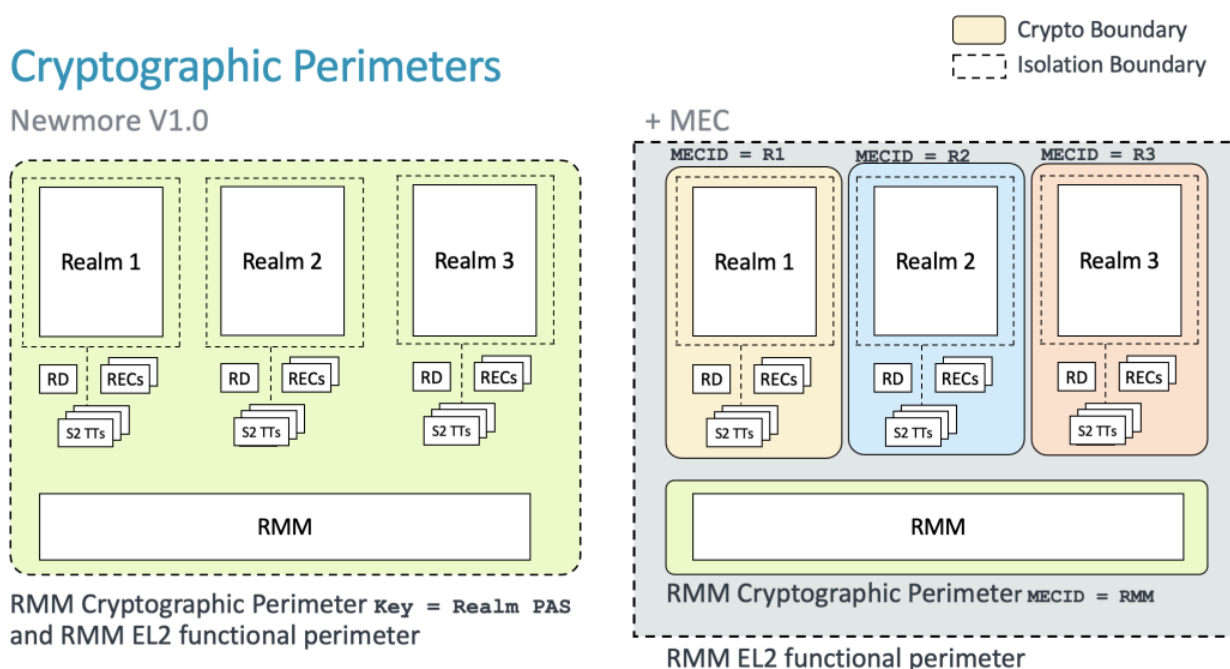 Crypto Boundary
Isolation Boundary
Cryptographic Perimeters
Newmore V1.0
Realm 1
Realm 2
Realm 3
RD
RECs
RD
RECs
RD
RECs
S2 TTs
S2 TTs
S2 TTs
RMM
RMM Cryptographic Perimeter Key = Realm PAS
and RMM EL2 functional perimeter
+ MEC
MECID = R1
MECID = R2
MECID = R3
Realm 1
Realm 2
Realm 3
RD
RECs
RD
RECs
RD
RECs
S2 TTs
S2 TTs
S2 TTs
RMM
RMM Cryptographic Perimeter MECID = RMM
RMM EL2 functional perimeter